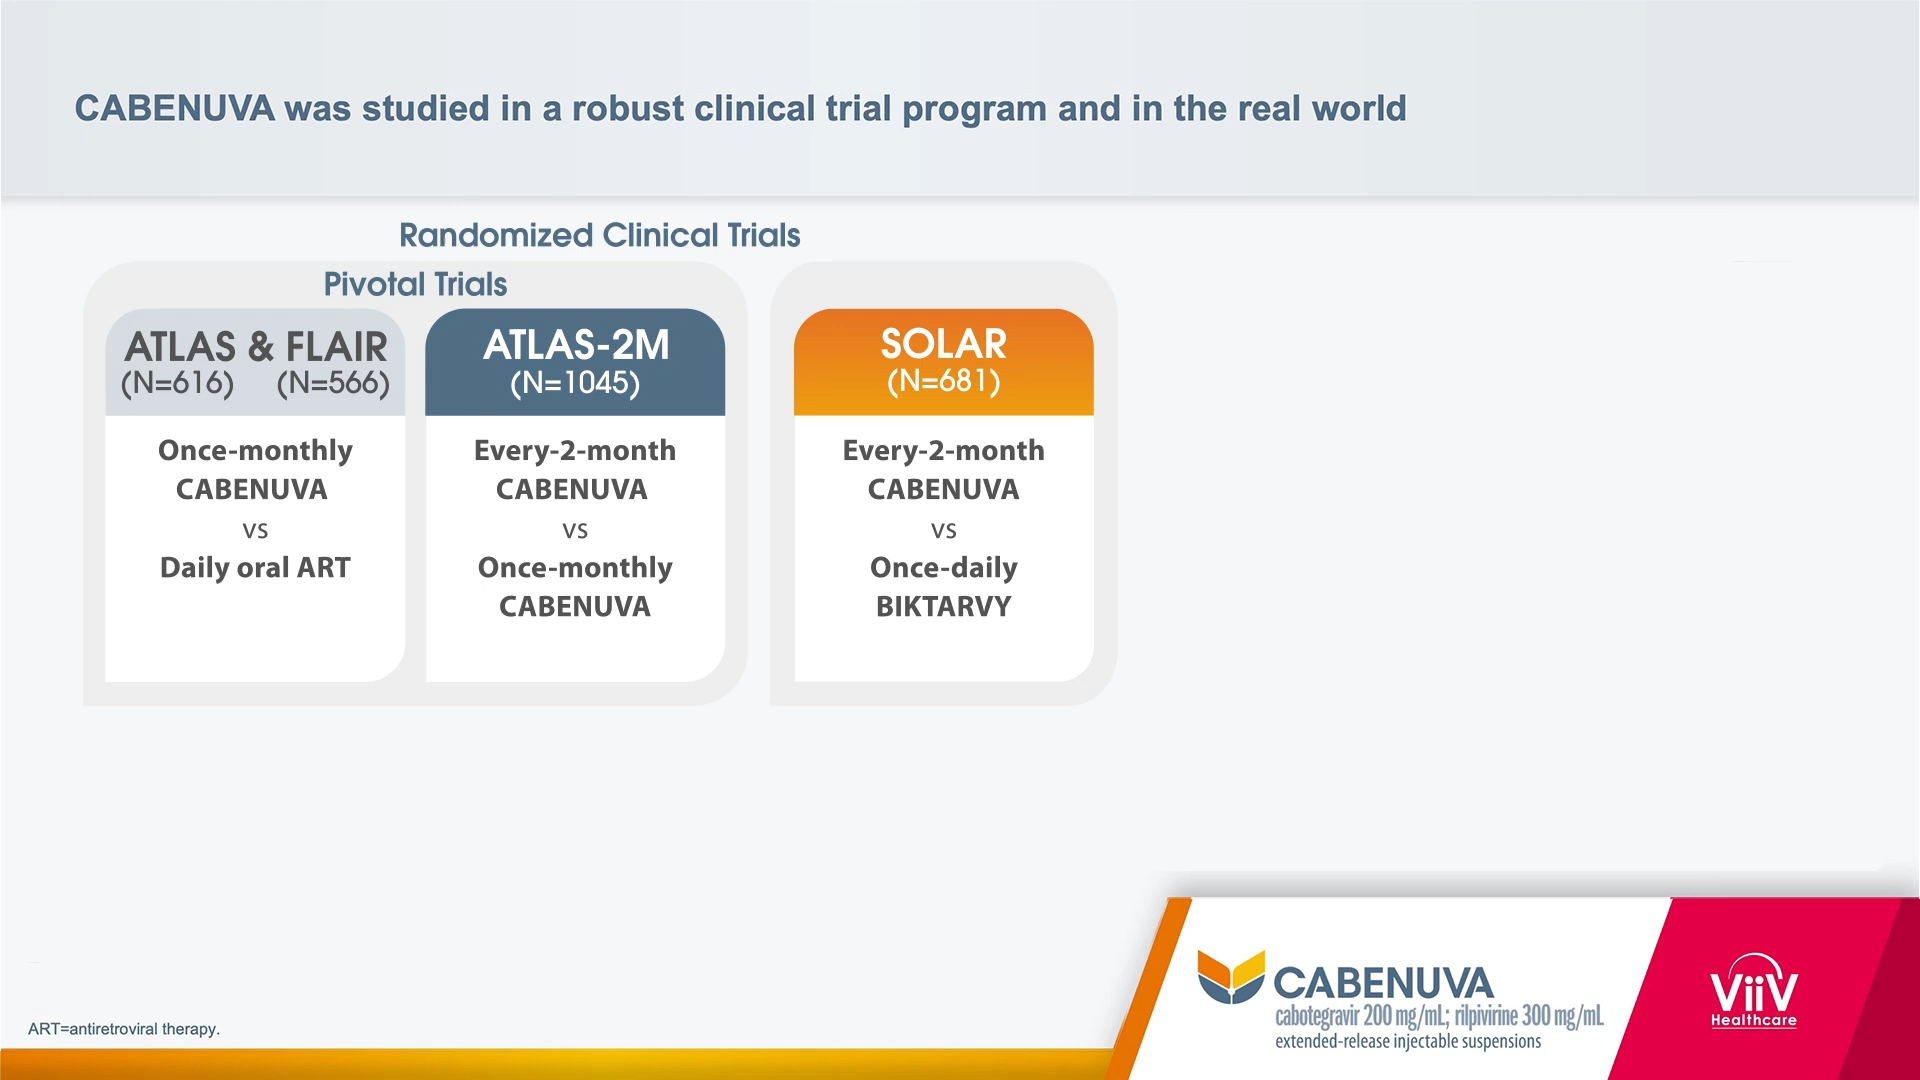 CABENUVA was studied in a robust clinical trial program and in the real world
Randomized Clinical Trials
Pivotal Trials
ATLAS & FLAIR
(N=616) (N=566)
Once-monthly
CABENUVA
vs
Daily oral ART
ATLAS-2M
(N=1045)
Every-2-month
CABENUVA
vs
Once-monthly
CABENUVA
SOLAR
(N=681)
Every-2-month
CABENUVA
vs
Once-daily
BIKTARVY
ART=antiretroviral therapy.
CABENUVA
cabotegravir 200 mg/mL; rilpivirine 300 mg/mL
extended-release injectable suspensions
ViiV
Healthcare